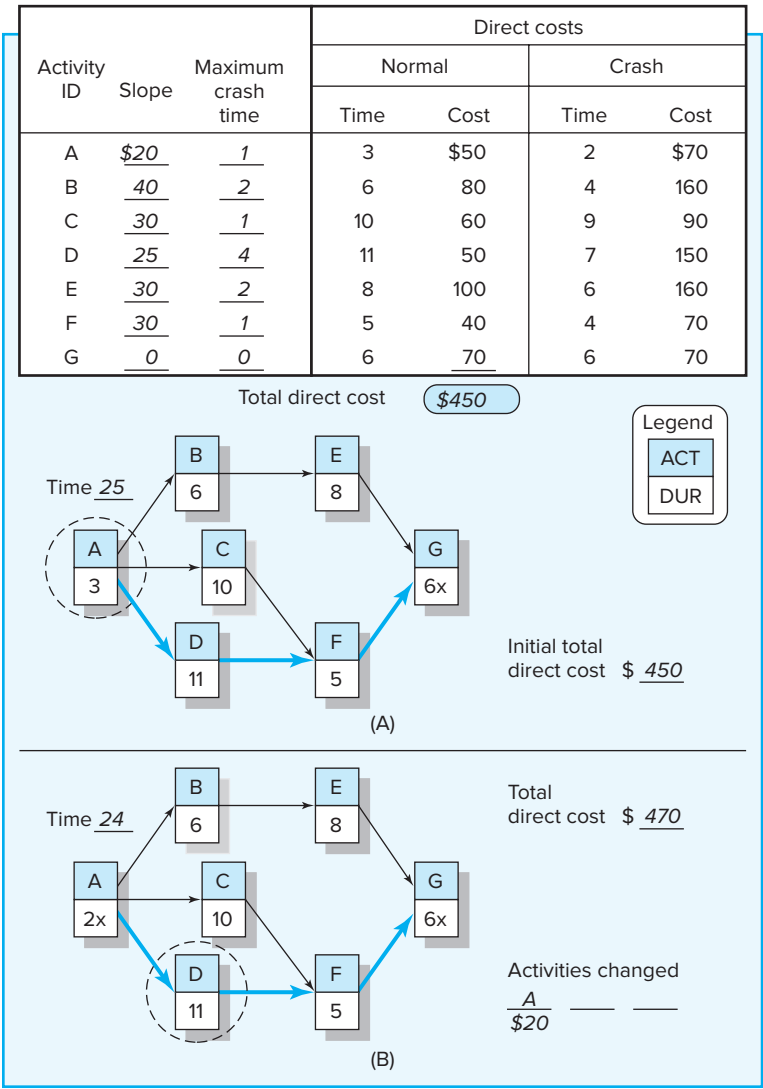 Direct costs
Activity ID Slope Maximum crash time Normal Crash
Time Cost Time Cost
A $20 1 3 $50 2 $70
B 40 2 6 80 4 160
C 30 1 10 60 9 90
D 25 4 11 50 7 150
E 30 2 8 100 6 160
F 30 1 5 40 4 70
G 0 0 6 70 6 70
Total direct cost $450
Legend
ACT
DUR
Time 25
B
6
E
8
A
3
C
10
G
6x
D
11
F
5
Initial total
direct cost $ 450
(A)
Time 24
B
6
E
8
Total
direct cost $ 470
A
2x
C
10
G
6x
D
11
F
5
Activities changed
A
$20
(B)